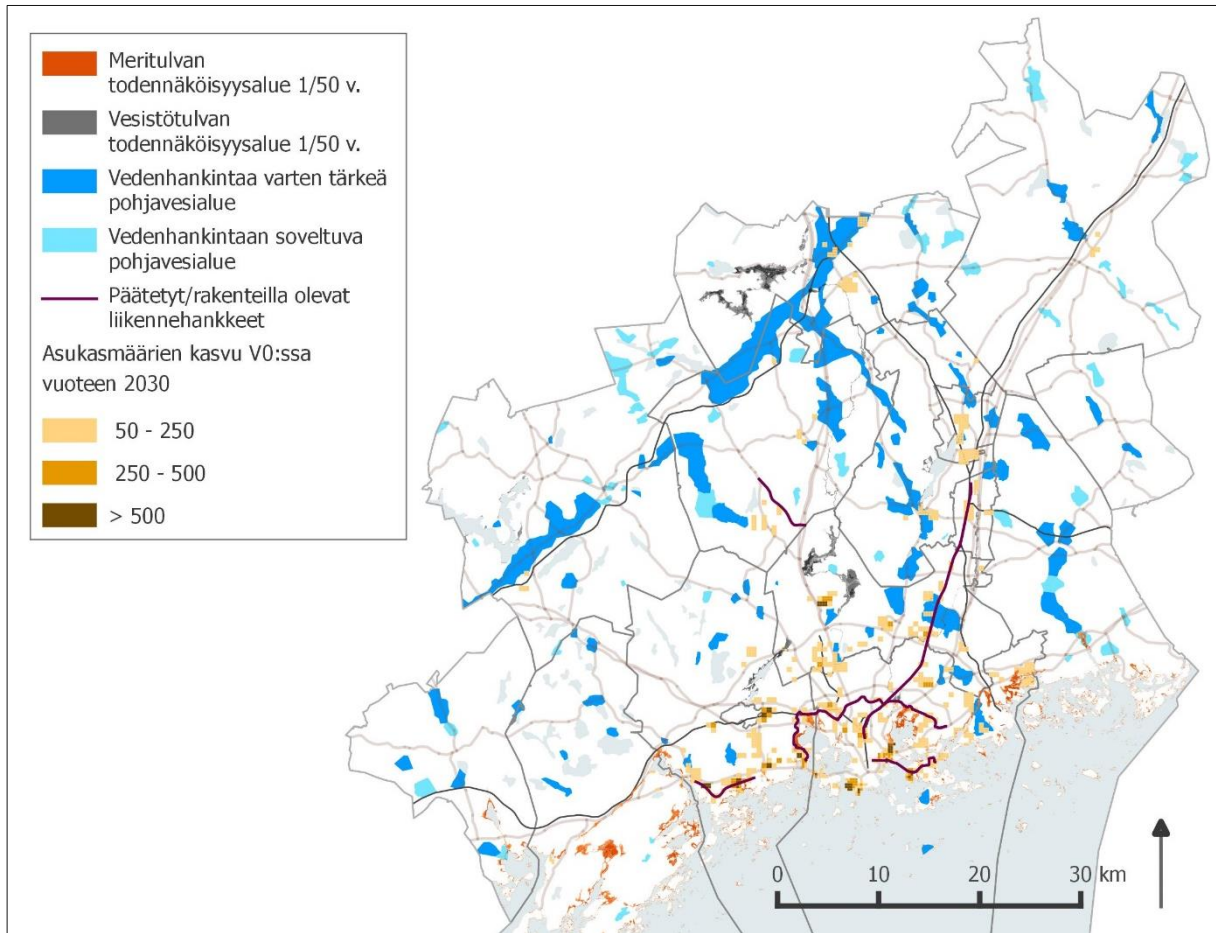 Meritulvan
todennäköisyysalue 1/50 v.
Vesistötulvan
todennäköisyysalue 1/50 v.
Vedenhankintaa varten tärkeä
pohjavesialue
Vedenhankintaan soveltuva
pohjavesialue
Päätetyt/rakenteilla olevat
liikennehankkeet
Asukasmäärien kasvu V0:ssa
vuoteen 2030
50 - 250
250 - 500
> 500
0 10 20 30 km